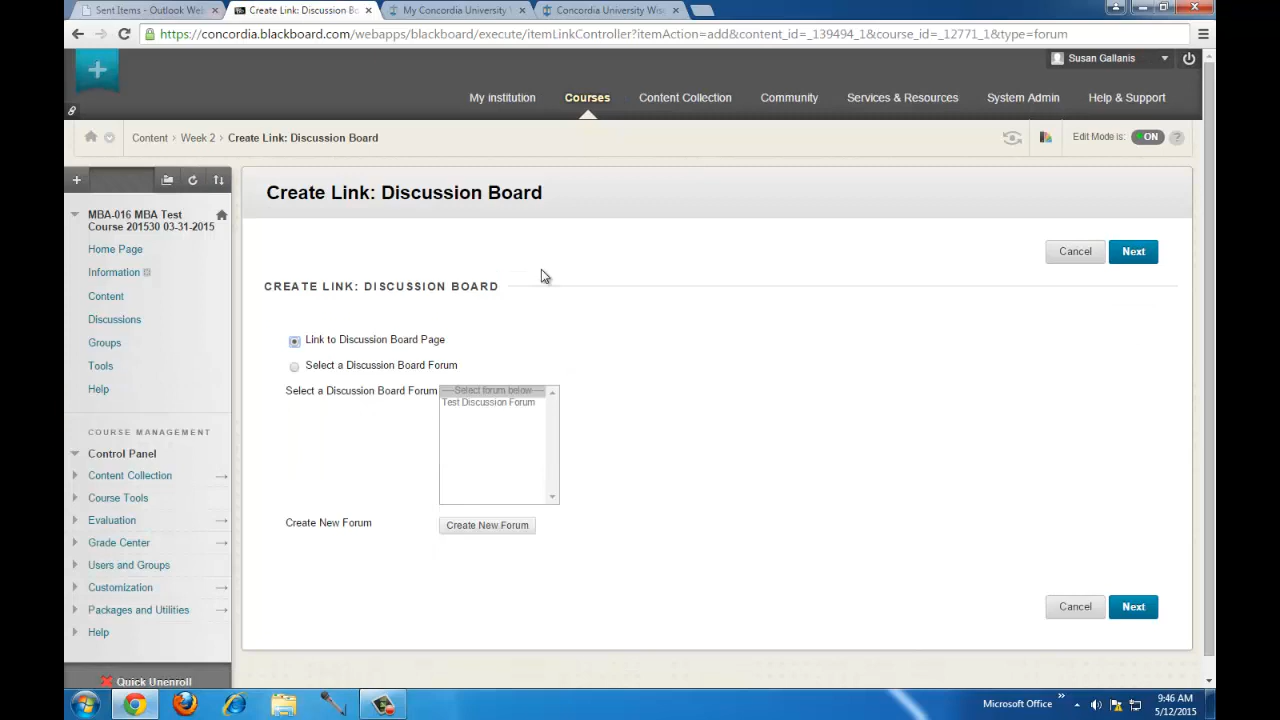 Sent Items - Outlook Web
Create Link: Discussion Bo
My Concordia University
Concordia University Wis
https://concordia.blackboard.com/webapps/blackboard/execute/itemLinkController?itemAction=add&content_id=_139494_1&course_id=_12771_1&type=forum
Susan Gallanis
My institution Courses Content Collection Community Services & Resources System Admin Help & Support
Content > Week 2 > Create Link: Discussion Board
Edit Mode is: ON ?
MBA-016 MBA Test
Course 201530 03-31-2015
Home Page
Information
Content
Discussions
Groups
Tools
Help
COURSE MANAGEMENT
Control Panel
Content Collection
Course Tools
Evaluation
Grade Center
Users and Groups
Customization
Packages and Utilities
Help
Quick Unenroll
Create Link: Discussion Board
Cancel Next
CREATE LINK: DISCUSSION BOARD
Link to Discussion Board Page
Select a Discussion Board Forum
Select a Discussion Board Forum
----Select forum below----
Test Discussion Forum
Create New Forum
Create New Forum
Cancel Next
Microsoft Office
9:46 AM
5/12/2015